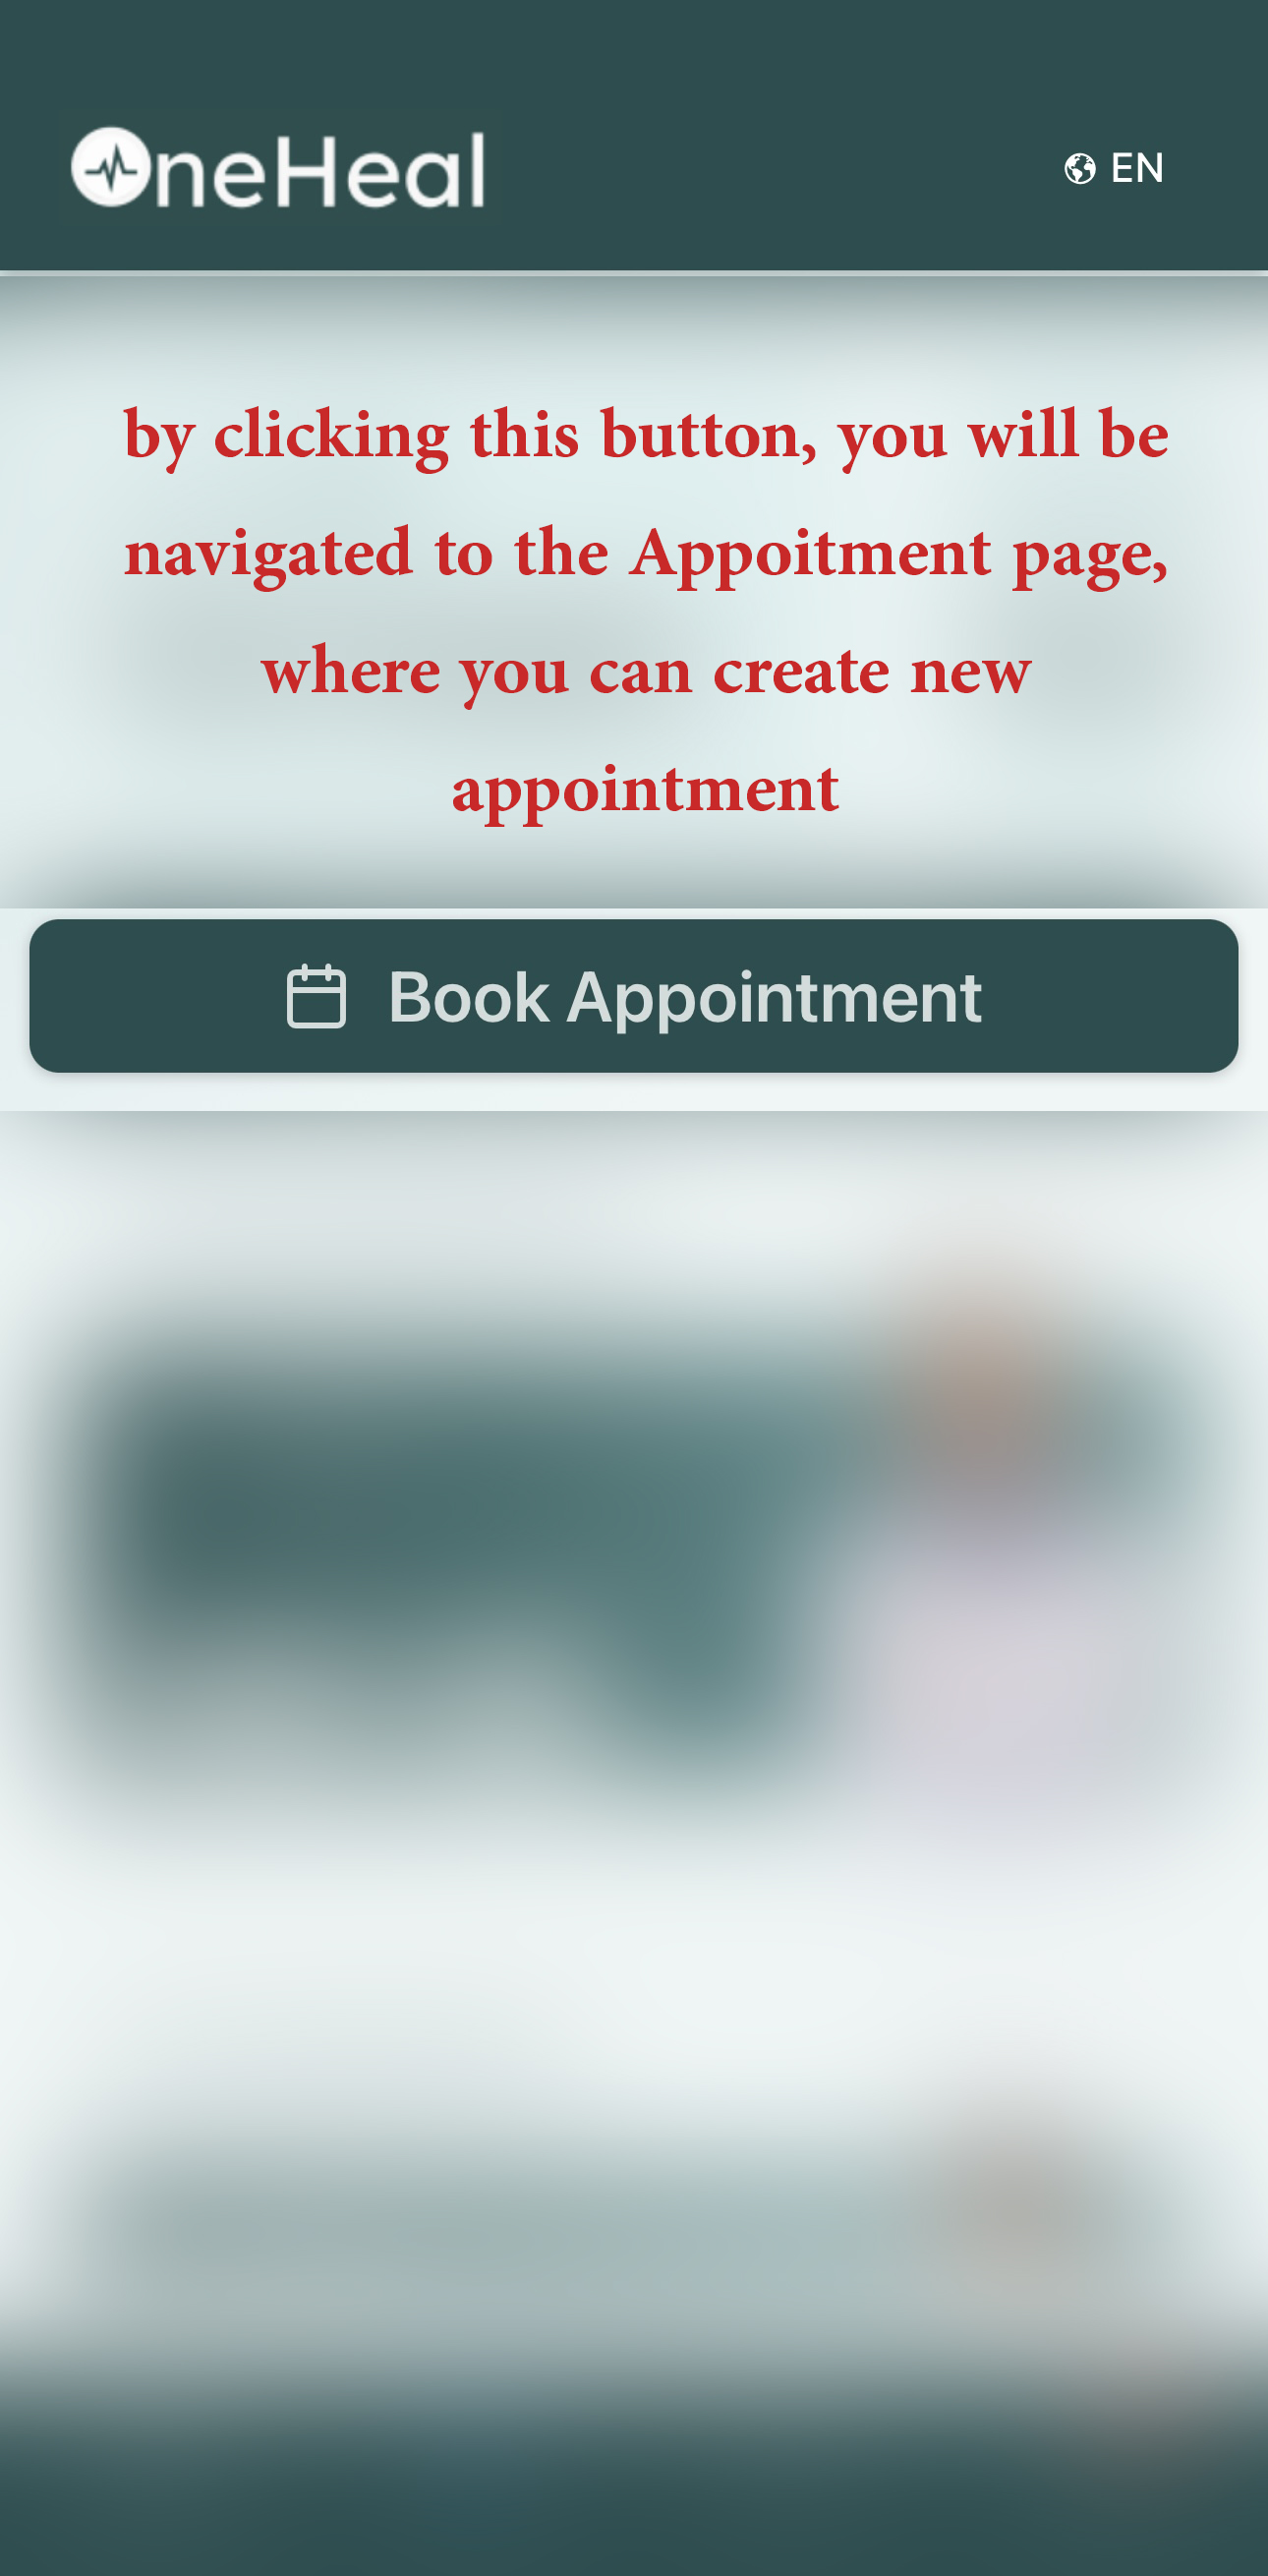 OneHeal
EN
by clicking this button, you will be
navigated to the Appoitment page,
where you can create new
appointment
Book Appointment